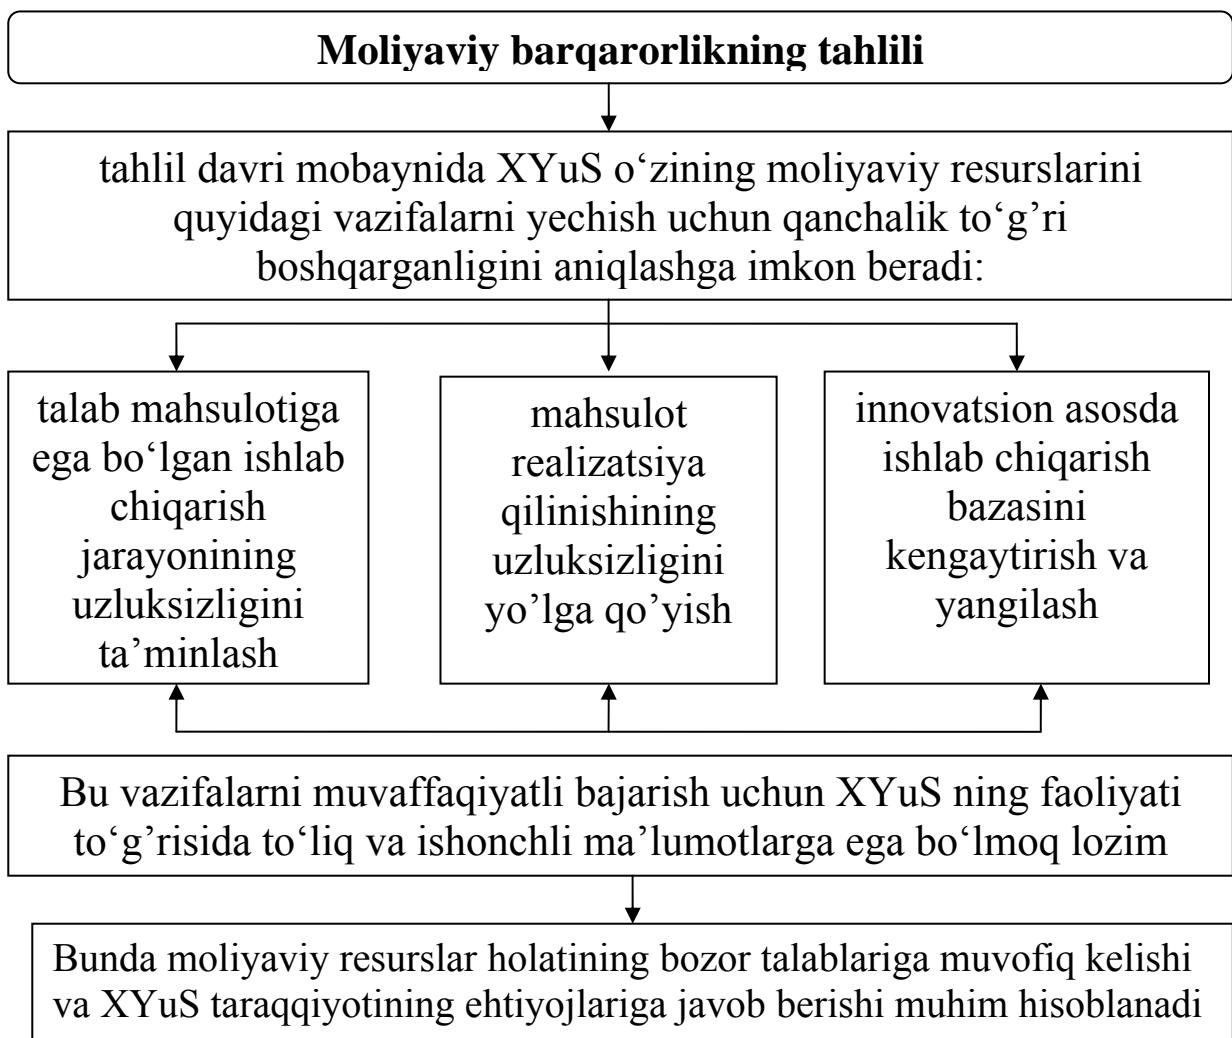 Moliyaviy barqarorlikning tahlili
tahlil davri mobaynida XYuS o‘zining moliyaviy resurslarini
quyidagi vazifalarni yechish uchun qanchalik to‘g’ri
boshqarganligini aniqlashga imkon beradi:
talab mahsulotiga
ega bo‘lgan ishlab
chiqarish
jarayonining
uzluksizligini
ta’minlash
mahsulot
realizatsiya
qilinishining
uzluksizligini
yo’lga qo’yish
innovatsion asosda
ishlab chiqarish
bazasini
kengaytirish va
yangilash
Bu vazifalarni muvaffaqiyatli bajarish uchun XYuS ning faoliyati
to‘g’risida to‘liq va ishonchli ma’lumotlarga ega bo‘lmoq lozim
Bunda moliyaviy resurslar holatining bozor talablariga muvofiq kelishi
va XYuS taraqqiyotining ehtiyojlariga javob berishi muhim hisoblanadi